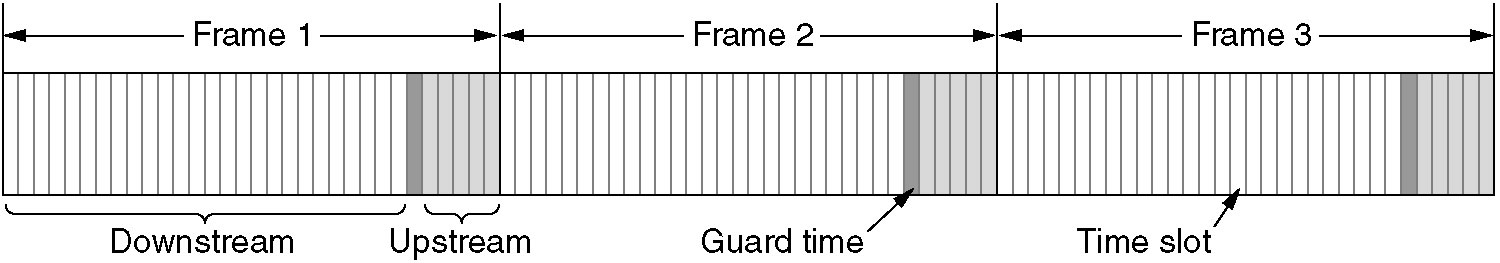 Frame 1
Frame 2
Frame 3
Downstream
Upstream
Guard time
Time slot